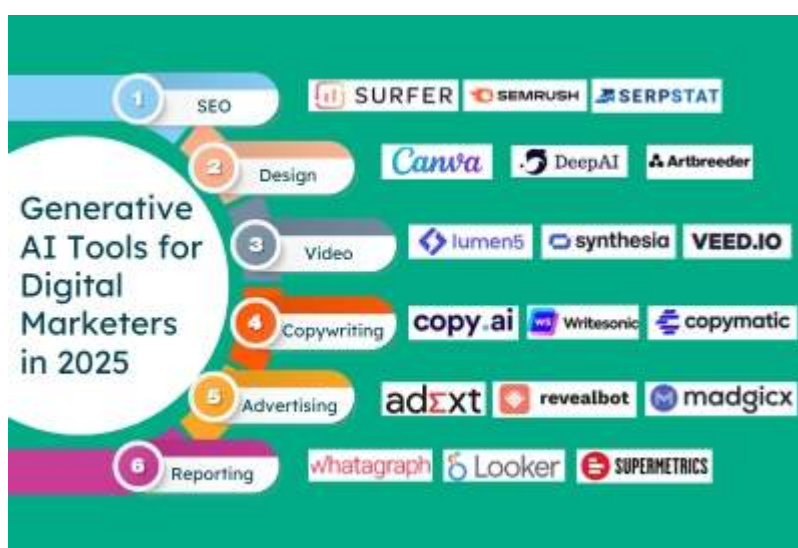 Generative
AI Tools for
Digital
Marketers
in 2025
1 SEO SURFER SEMRUSH SERPSTAT
2 Design Canva DeepAI Artbreeder
3 Video lumen5 synthesia VEED.IO
4 Copywriting copy.ai WS Writesonic copymatic
5 Advertising adΣxt revealbot madgicx
6 Reporting whatagraph Looker SUPERMETRICS